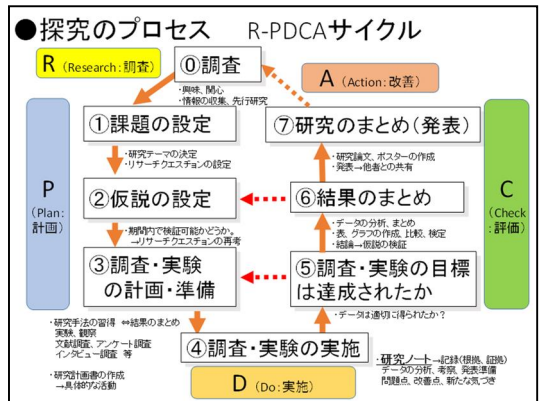 ●探究のプロセス R-PDCAサイクル
R (Research:調査)
⓪調査
・興味、関心
・情報の収集、先行研究
A (Action:改善)
P
(Plan:
計画)
①課題の設定
・研究テーマの決定
・リサーチクエスチョンの設定
②仮説の設定
・期間内で検証可能かどうか。
→リサーチクエスチョンの再考
③調査・実験
の計画・準備
・研究手法の習得 ⇔結果のまとめ
実験、観察
文献調査、アンケート調査
インタビュー調査 等
・研究計画書の作成
→具体的な活動
④調査・実験の実施
D (Do:実施)
・研究ノート→記録(根拠、証拠)
データの分析、考察、発表準備
問題点、改善点、新たな気づき
⑤調査・実験の目標
は達成されたか
・データは適切に得られたか?
⑥結果のまとめ
・データの分析、まとめ
・表、グラフの作成、比較、検定
・結論→仮説の検証
⑦研究のまとめ(発表)
・研究論文、ポスターの作成
・発表→他者との共有
C
(Check
:評価)